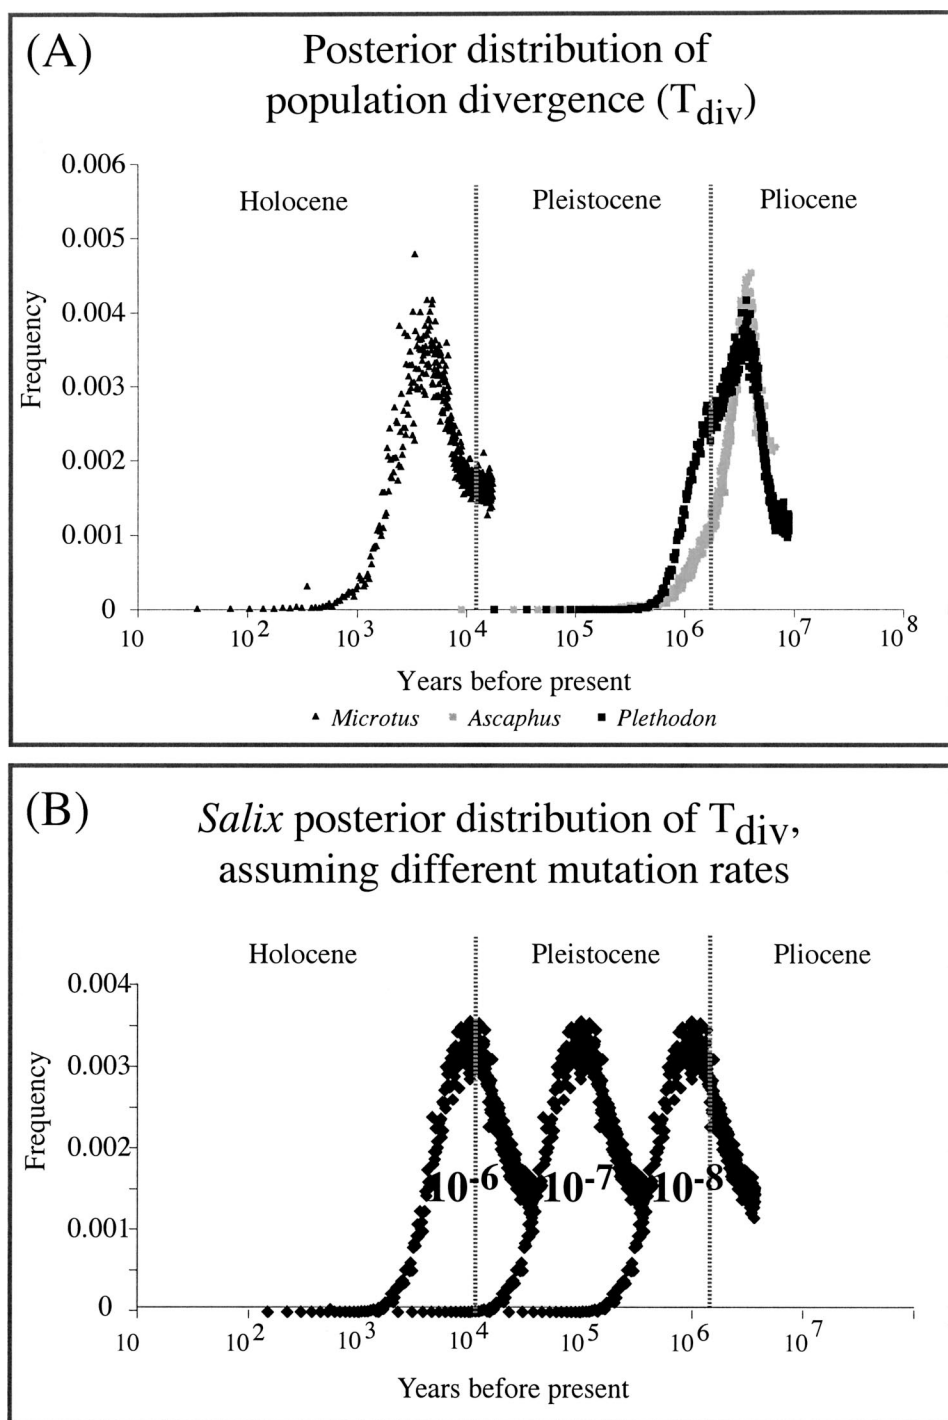 (A) Posterior distribution of
population divergence (Tdiv)
0.006
Holocene Pleistocene Pliocene
0.005
0.004
Frequency
0.003
0.002
0.001
0
10 10² 10³ 10⁴ 10⁵ 10⁶ 10⁷ 10⁸
Years before present
Microtus Ascaphus Plethodon
(B) Salix posterior distribution of Tdiv,
assuming different mutation rates
Holocene Pleistocene Pliocene
0.004
0.003
Frequency
0.002
10-6 10-7 10-8
0.001
0
10 10² 10³ 10⁴ 10⁵ 10⁶ 10⁷
Years before present